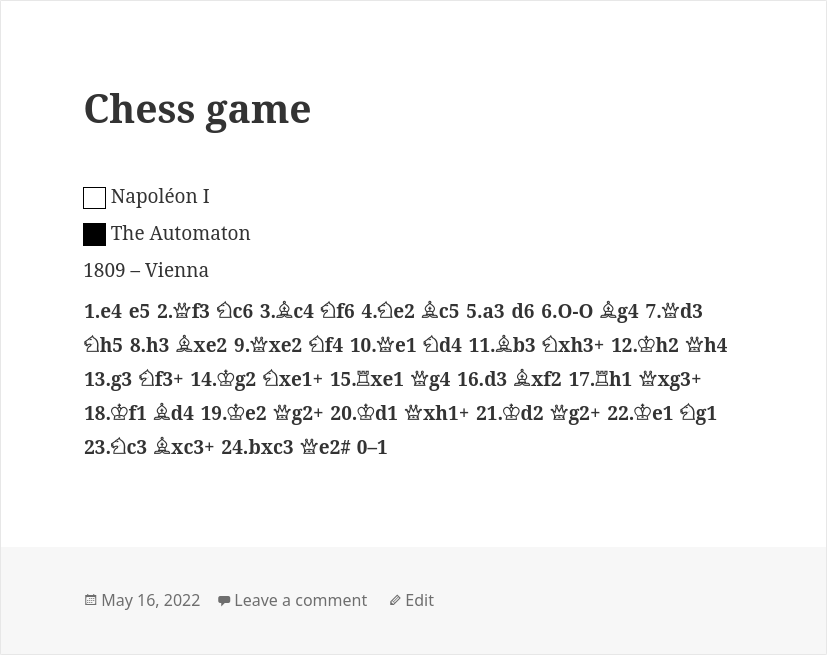 Chess game
Napoléon I
The Automaton
1809 – Vienna
1.e4 e5 2.♕f3 ♘c6 3.♗c4 ♘f6 4.♘e2 ♗c5 5.a3 d6 6.O-O ♗g4 7.♕d3
♘h5 8.h3 ♗xe2 9.♕xe2 ♘f4 10.♕e1 ♘d4 11.♗b3 ♘xh3+ 12.♔h2 ♕h4
13.g3 ♘f3+ 14.♔g2 ♘xe1+ 15.♖xe1 ♕g4 16.d3 ♗xf2 17.♖h1 ♕xg3+
18.♔f1 ♗d4 19.♔e2 ♕g2+ 20.♔d1 ♕xh1+ 21.♔d2 ♕g2+ 22.♔e1 ♘g1
23.♘c3 ♗xc3+ 24.bxc3 ♕e2# 0–1
May 16, 2022 Leave a comment Edit